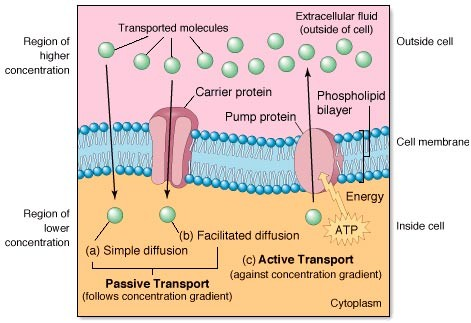 Region of
higher
concentration
Transported molecules
Extracellular fluid
(outside of cell)
Outside cell
Carrier protein
Phospholipid
bilayer
Pump protein
Cell membrane
Energy
Region of
lower
concentration
ATP
Inside cell
(a) Simple diffusion
(b) Facilitated diffusion
(c) Active Transport
(against concentration gradient)
Passive Transport
(follows concentration gradient)
Cytoplasm